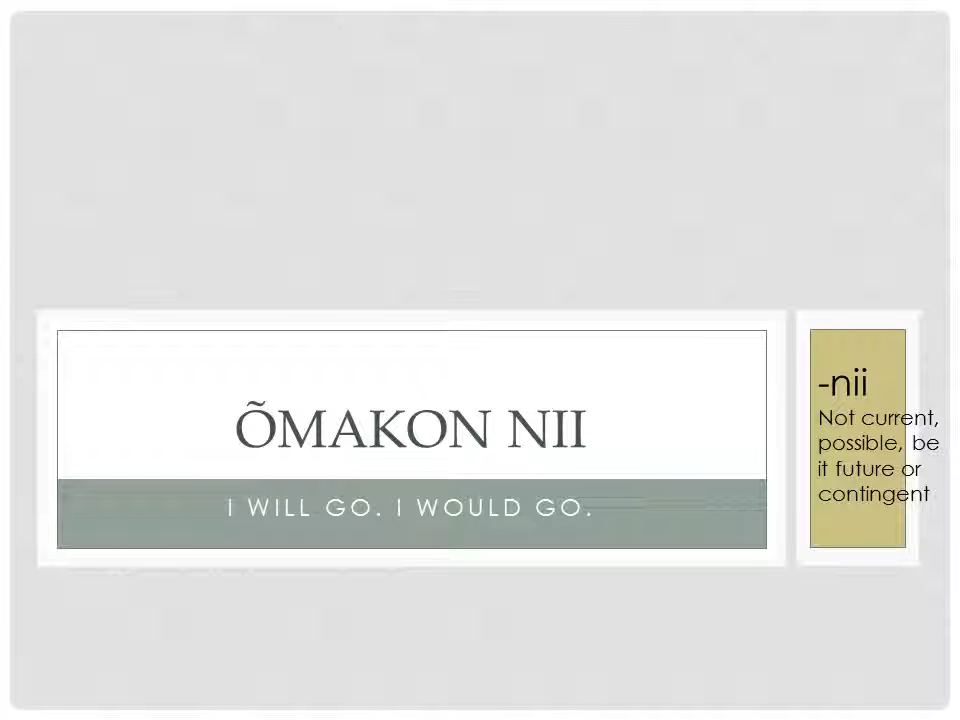 ÕMAKON NII
I WILL GO. I WOULD GO.
-nii
Not current,
possible, be
it future or
contingent